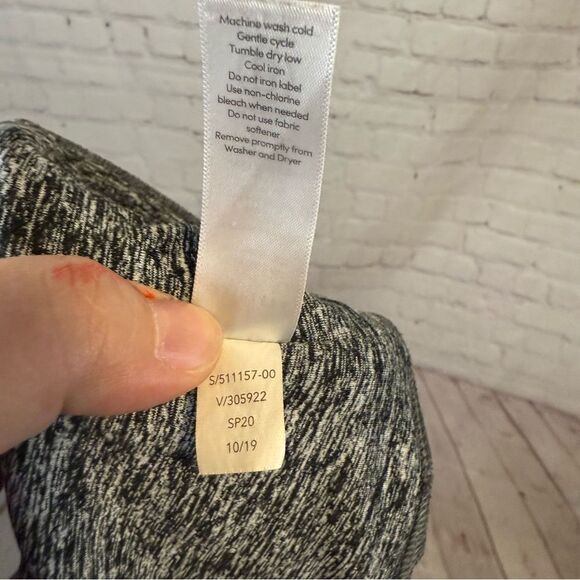 Machine wash cold
Gentle cycle
Tumble dry low
Cool iron
Do not iron label
Use non-chlorine
bleach when needed
Do not use fabric
softener
Remove promptly from
Washer and Dryer
S/511157-00
V/305922
SP20
10/19